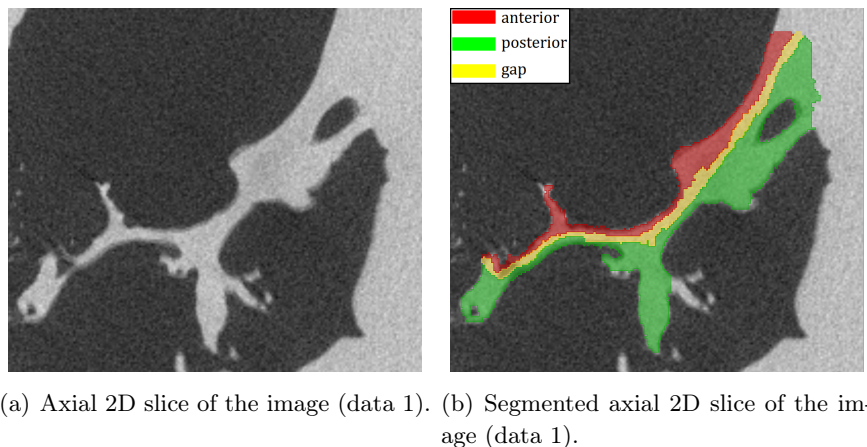 anterior
posterior
gap
(a) Axial 2D slice of the image (data 1).
(b) Segmented axial 2D slice of the im-
age (data 1).